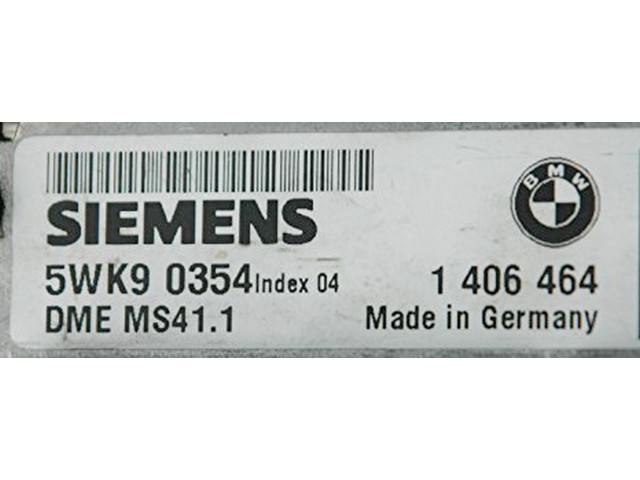 BMW
SIEMENS
5WK9 0354 Index 04 1 406 464
DME MS41.1 Made in Germany